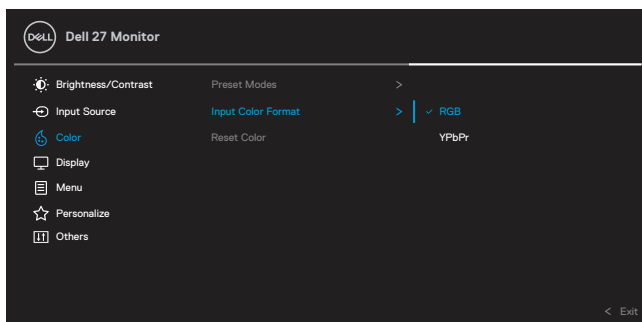 DELL Dell 27 Monitor
Brightness/Contrast Preset Modes >
Input Source Input Color Format > ✓ RGB
Color Reset Color YPbPr
Display
Menu
Personalize
Others
< Exit